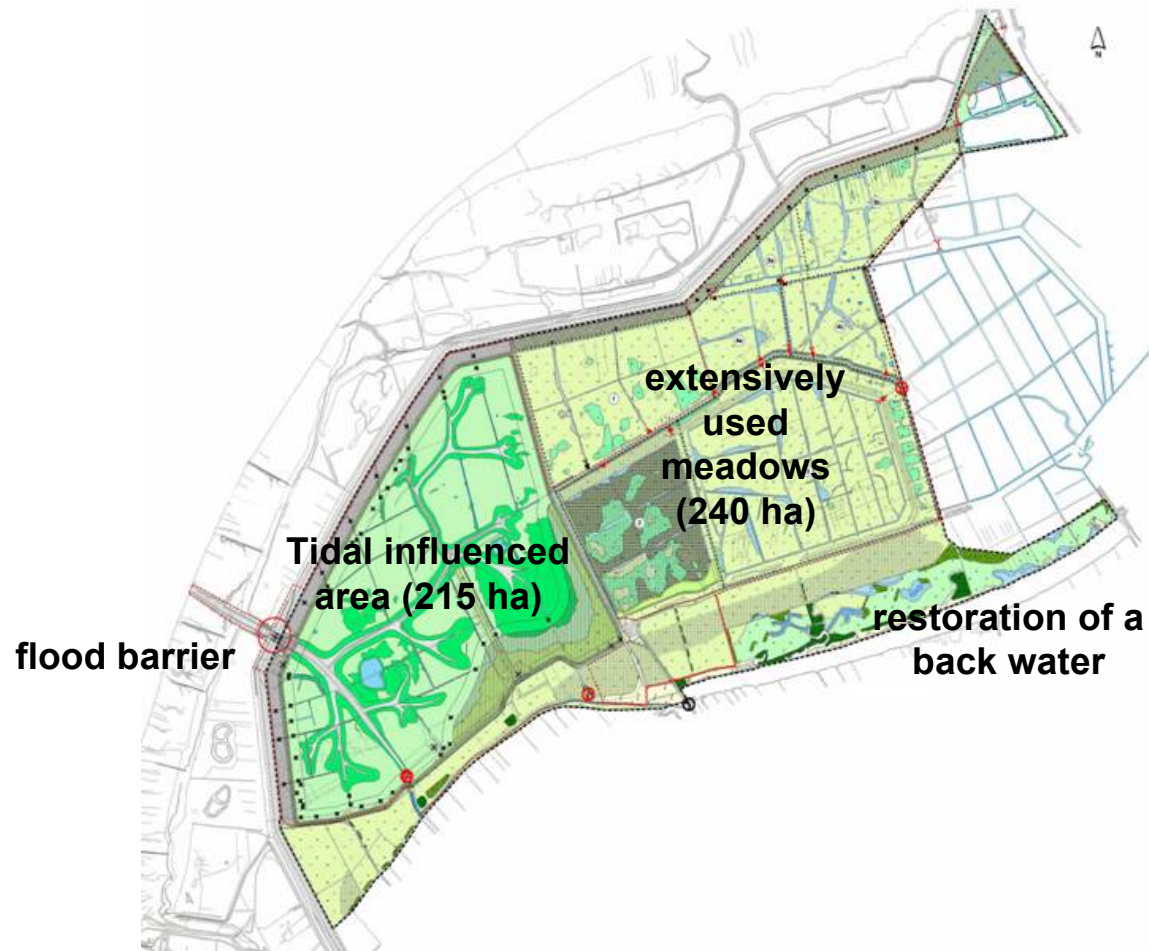 N
extensively
used
meadows
(240 ha)
Tidal influenced
area (215 ha)
flood barrier
restoration of a
back water